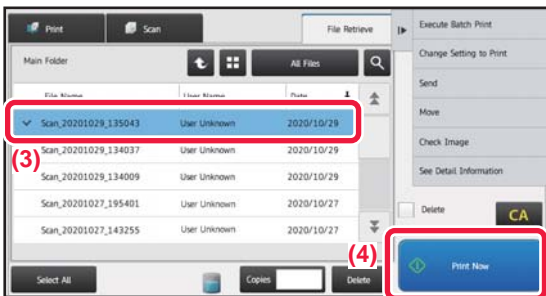 Print
Scan
File Retrieve
Execute Batch Print
Main Folder
All Files
Change Setting to Print
Send
File Name
User Name
Date
Move
Scan_20201029_135043 User Unknown 2020/10/29
(3)
Scan_20201029_134037 User Unknown 2020/10/29
Check Image
Scan_20201029_134009 User Unknown 2020/10/29
See Detail Information
Scan_20201027_195401 User Unknown 2020/10/27
Delete
CA
Scan_20201027_143255 User Unknown 2020/10/27
(4)
Print Now
Select All
Copies
Delete